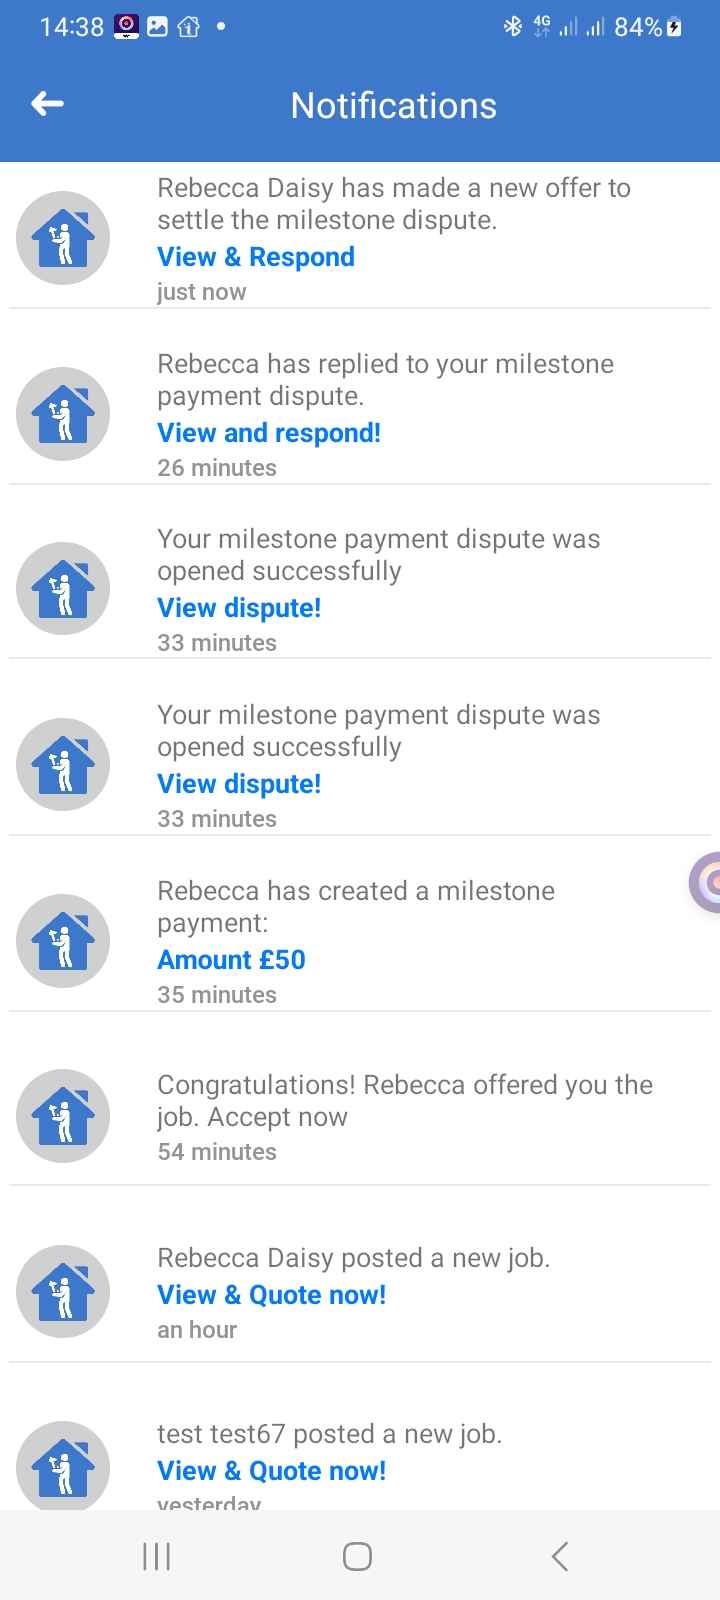 14:38
4G
84%
Notifications
Rebecca Daisy has made a new offer to
settle the milestone dispute.
View & Respond
just now
Rebecca has replied to your milestone
payment dispute.
View and respond!
26 minutes
Your milestone payment dispute was
opened successfully
View dispute!
33 minutes
Your milestone payment dispute was
opened successfully
View dispute!
33 minutes
Rebecca has created a milestone
payment:
Amount £50
35 minutes
Congratulations! Rebecca offered you the
job. Accept now
54 minutes
Rebecca Daisy posted a new job.
View & Quote now!
an hour
test test67 posted a new job.
View & Quote now!
yesterday